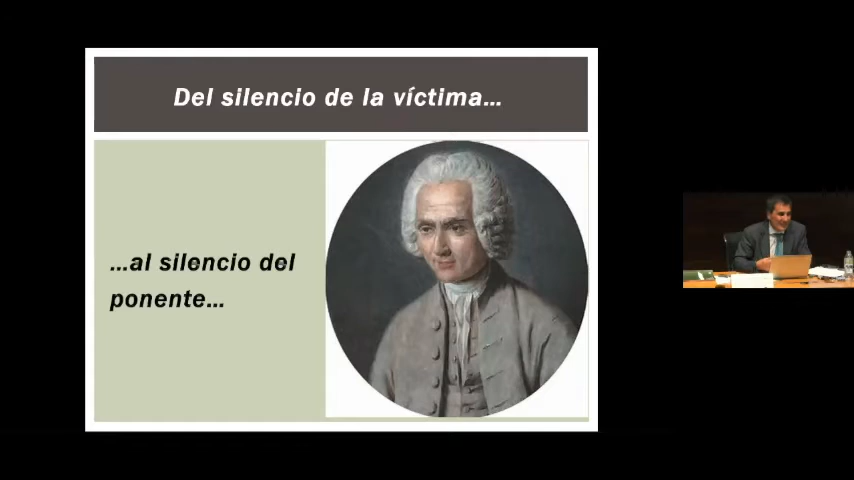 Del silencio de la víctima...
...al silencio del
ponente...